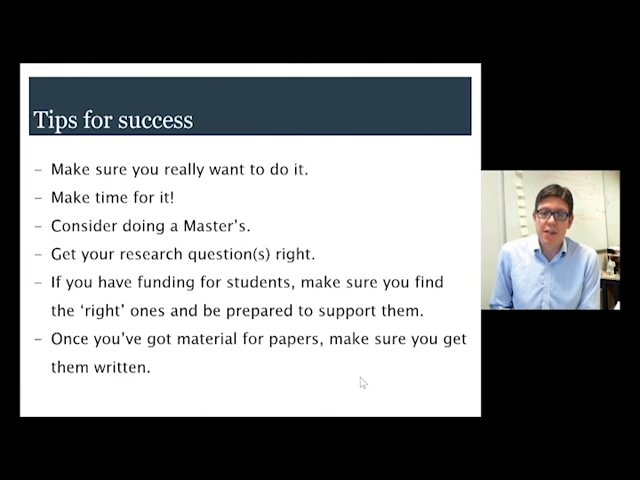 Tips for success
– Make sure you really want to do it.
– Make time for it!
– Consider doing a Master's.
– Get your research question(s) right.
– If you have funding for students, make sure you find
the 'right' ones and be prepared to support them.
– Once you've got material for papers, make sure you get
them written.